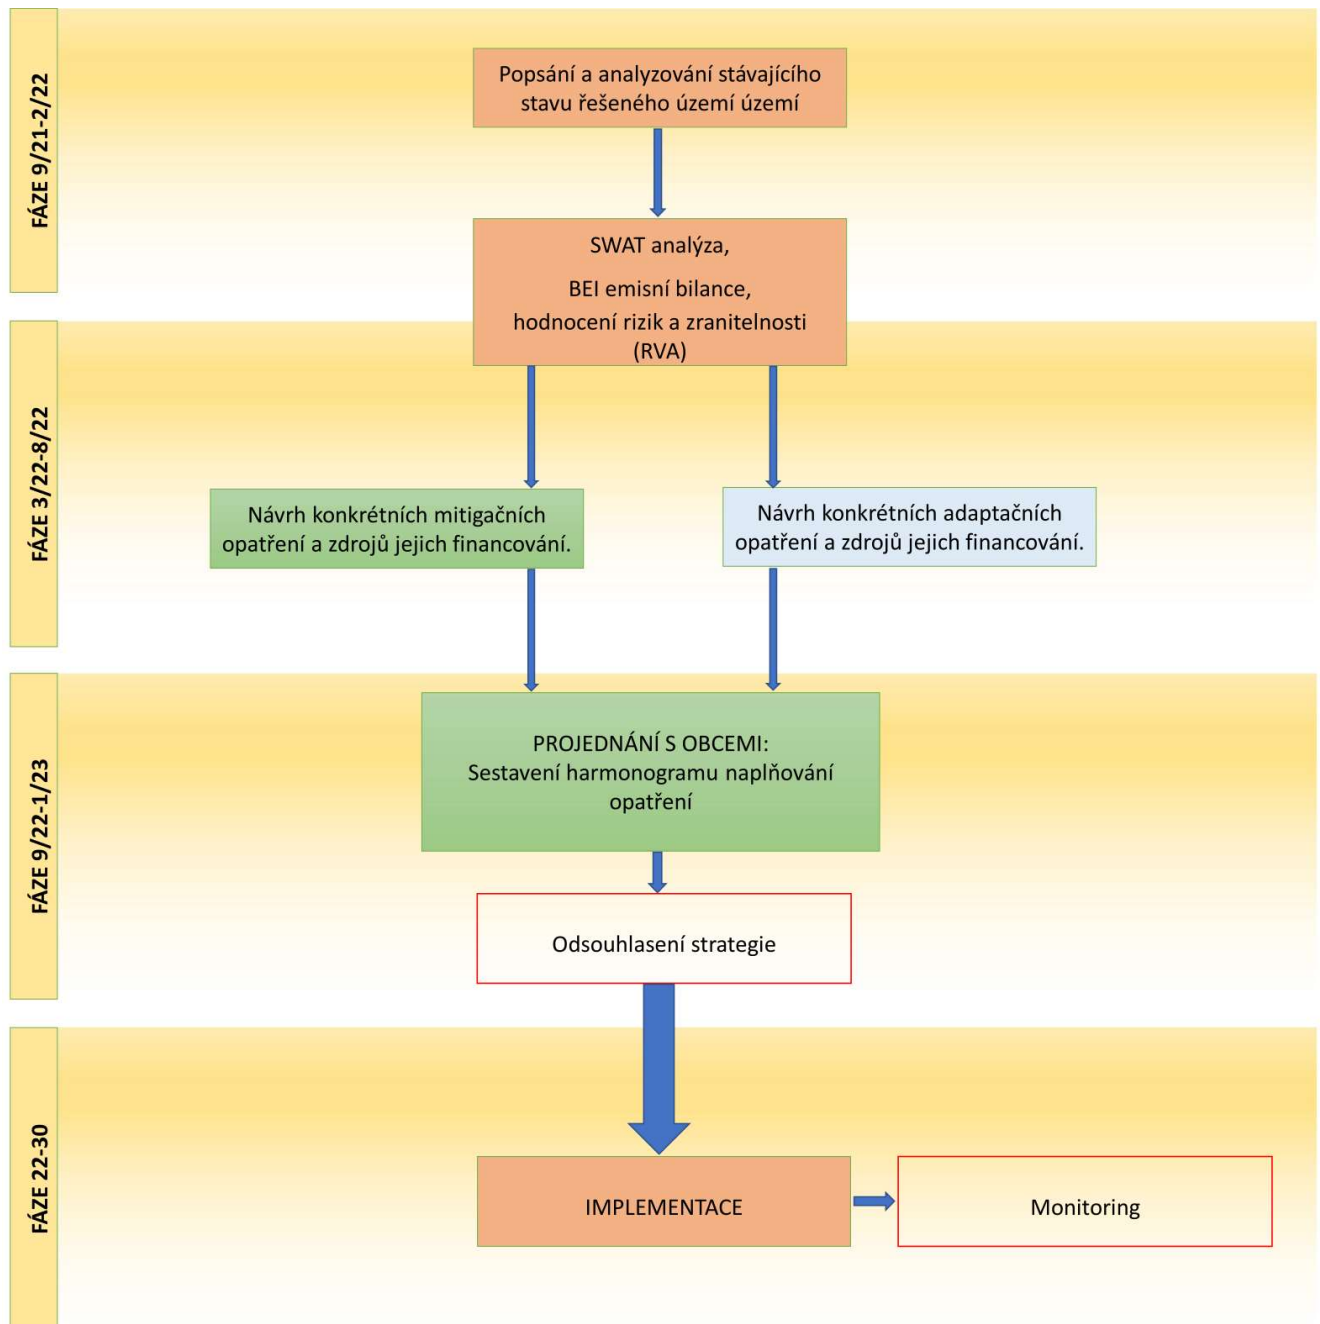 FÁZE 9/21-2/22
Popsání a analyzování stávajícího
stavu řešeného území území
SWAT analýza,
BEI emisní bilance,
hodnocení rizik a zranitelnosti
(RVA)
FÁZE 3/22-8/22
Návrh konkrétních mitigačních
opatření a zdrojů jejich financování.
Návrh konkrétních adaptačních
opatření a zdrojů jejich financování.
FÁZE 9/22-1/23
PROJEDNÁNÍ S OBCEMI:
Sestavení harmonogramu naplňování
opatření
Odsouhlasení strategie
FÁZE 22-30
IMPLEMENTACE
Monitoring